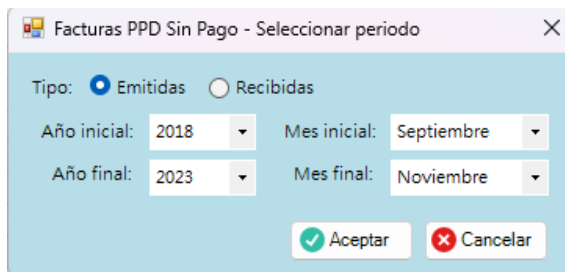 Facturas PPD Sin Pago - Seleccionar periodo
Tipo: Emitidas Recibidas
Año inicial: 2018 Mes inicial: Septiembre
Año final: 2023 Mes final: Noviembre
Aceptar Cancelar